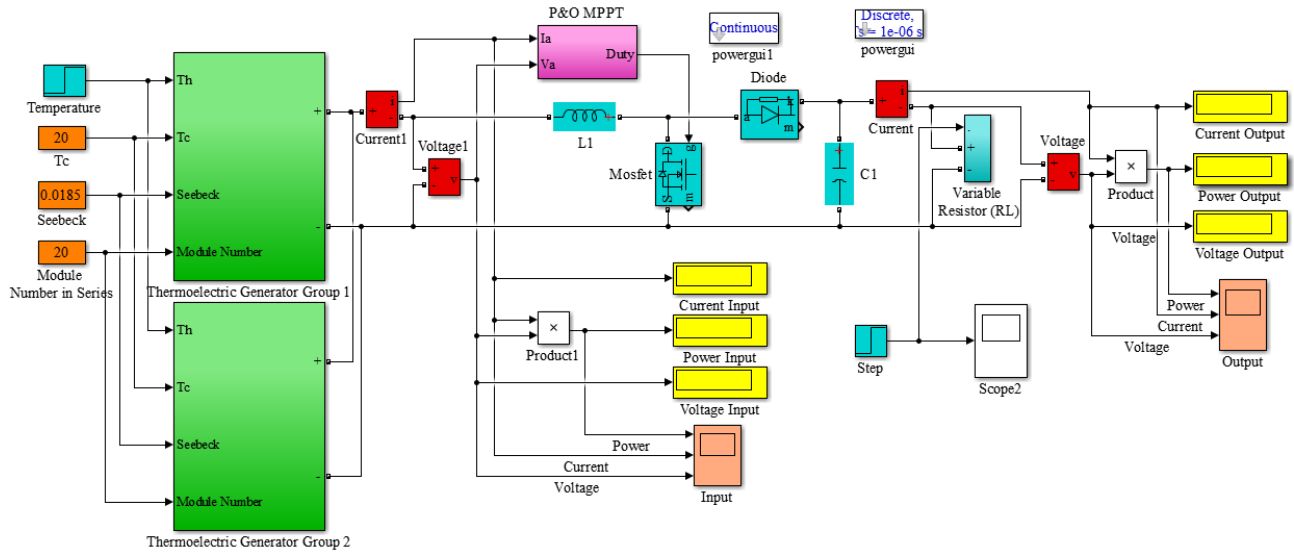 P&O MPPT
Ia
Va
Duty
Continuous
powergui1
Discrete,
s = 1e-06 s
powergui
Temperature
20
Tc
0.0185
Seebeck
20
Module
Number in Series
Th
Tc
Seebeck
Module Number
+
-
Thermoelectric Generator Group 1
Th
Tc
Seebeck
Module Number
+
-
Thermoelectric Generator Group 2
+
i
-
Current1
+
-
v
Voltage1
L1
+
Mosfet
g
D
S
m
Diode
a
k
m
+
C1
+
i
-
Current
-
+
-
Variable
Resistor (RL)
Voltage
+
-
v
×
Product
Voltage
Current Output
Power Output
Voltage Output
Power
Current
Voltage
Output
Step
Scope2
×
Product1
Current Input
Power Input
Voltage Input
Power
Current
Voltage
Input